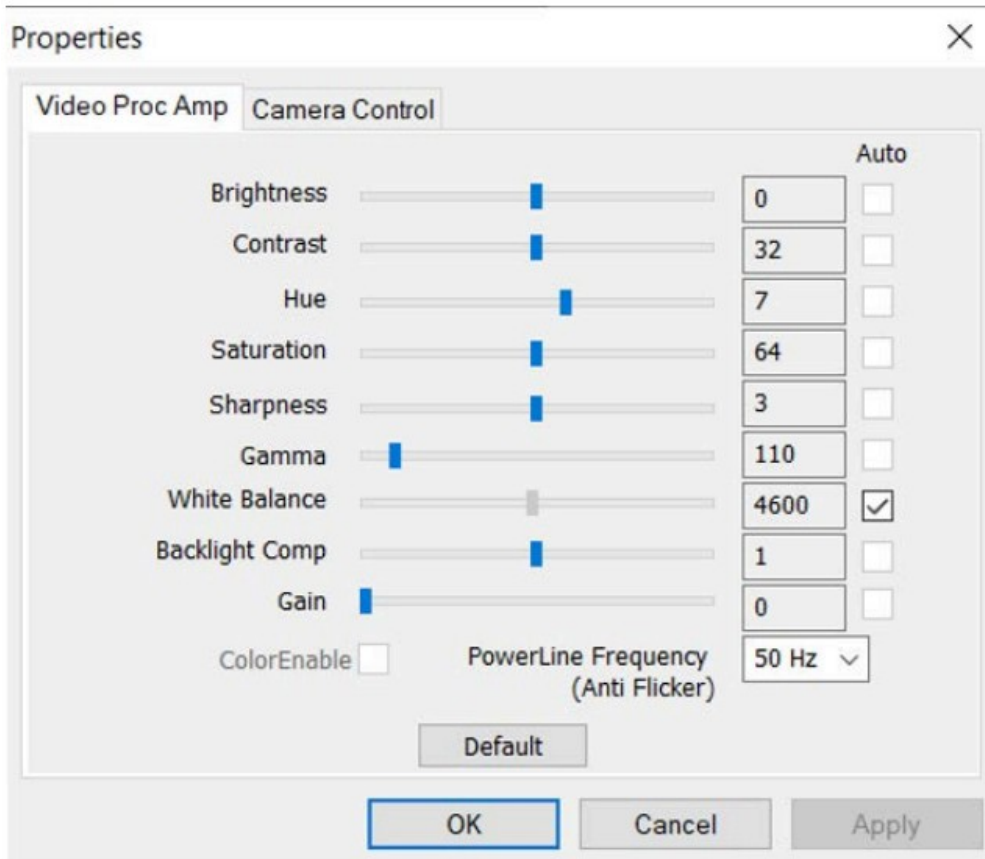 Properties
Video Proc Amp Camera Control
Auto
Brightness 0
Contrast 32
Hue 7
Saturation 64
Sharpness 3
Gamma 110
White Balance 4600
Backlight Comp 1
Gain 0
ColorEnable PowerLine Frequency 50 Hz
(Anti Flicker)
Default
OK Cancel Apply